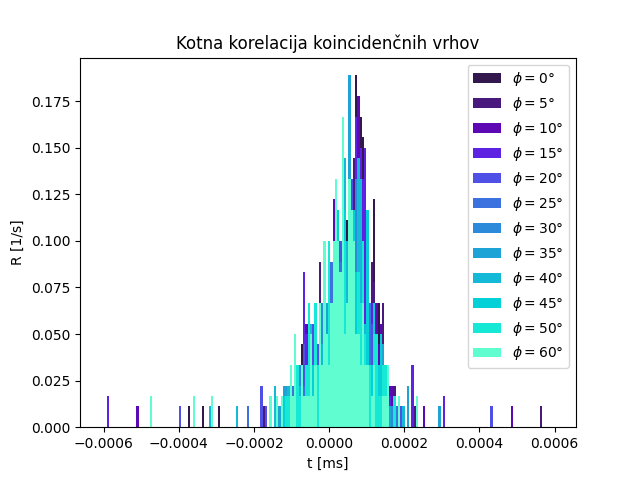 Kotna korelacija koincidenčnih vrhov
R [1/s]
0.175
0.150
0.125
0.100
0.075
0.050
0.025
0.000
−0.0006 −0.0004 −0.0002 0.0000 0.0002 0.0004 0.0006
t [ms]
ϕ = 0°
ϕ = 5°
ϕ = 10°
ϕ = 15°
ϕ = 20°
ϕ = 25°
ϕ = 30°
ϕ = 35°
ϕ = 40°
ϕ = 45°
ϕ = 50°
ϕ = 60°